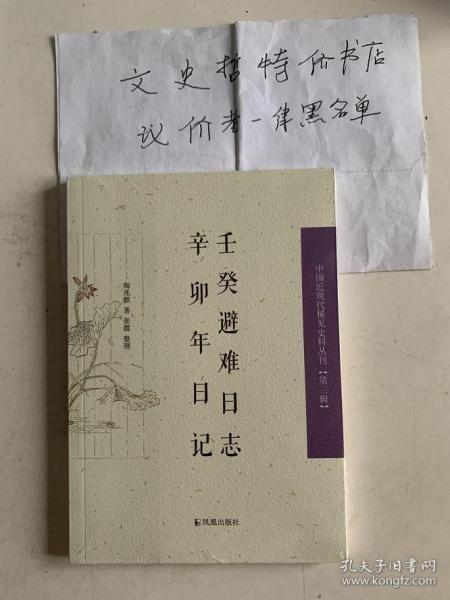 文史哲特价书店
议价者一律黑名单
壬癸避难日志
辛卯年日记
陶兆麒 著 张霞 整理
中国近现代稀见史料丛刊【第三辑】
凤凰出版社
孔夫子旧书网
www.kongfz.com